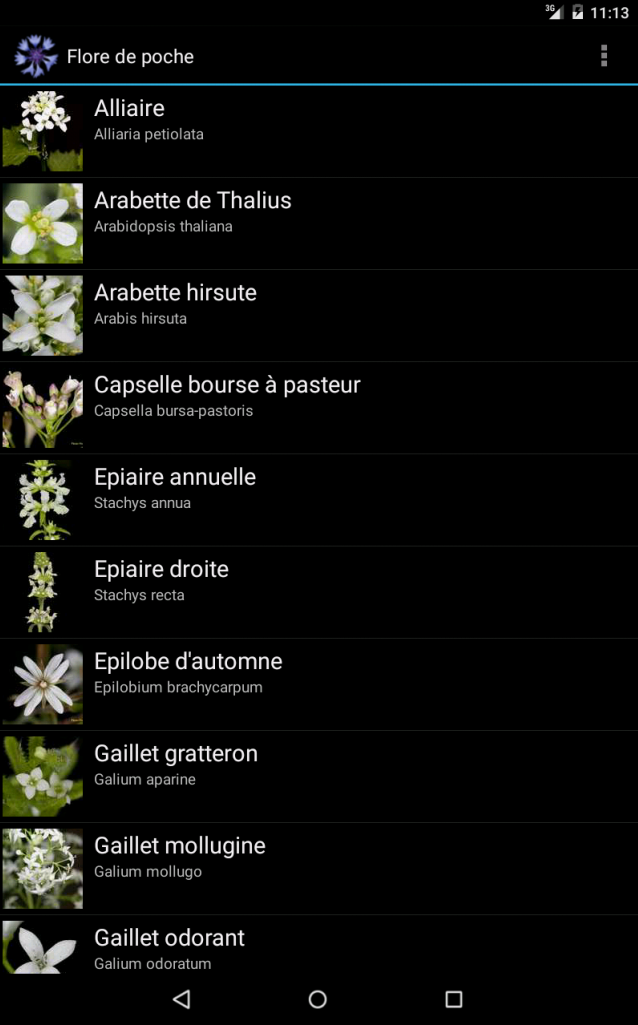 3G 11:13
Flore de poche
Alliaire
Alliaria petiolata
Arabette de Thalius
Arabidopsis thaliana
Arabette hirsute
Arabis hirsuta
Capselle bourse à pasteur
Capsella bursa-pastoris
Epiaire annuelle
Stachys annua
Epiaire droite
Stachys recta
Epilobe d'automne
Epilobium brachycarpum
Gaillet gratteron
Galium aparine
Gaillet mollugine
Galium mollugo
Gaillet odorant
Galium odoratum